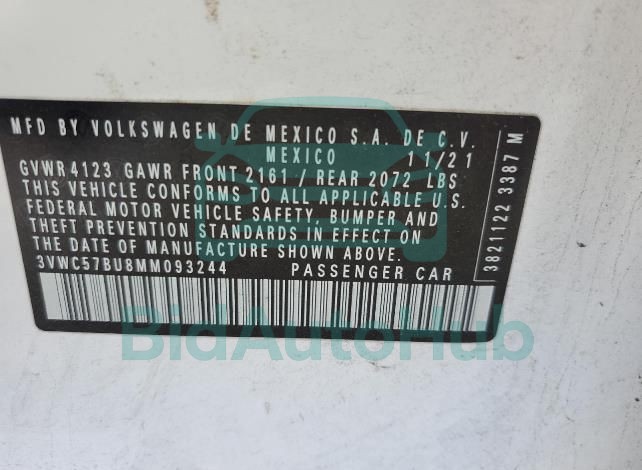 MFD BY VOLKSWAGEN DE MEXICO S.A. DE C.V.
MEXICO 11/21
GVWR 4123 GAWR FRONT 2161 / REAR 2072 LBS
THIS VEHICLE CONFORMS TO ALL APPLICABLE U.S.
FEDERAL MOTOR VEHICLE SAFETY, BUMPER AND
THEFT PREVENTION STANDARDS IN EFFECT ON
THE DATE OF MANUFACTURE SHOWN ABOVE.
3VWC57BU8MM093244 PASSENGER CAR
3821122 3387 M
BidAutoHub